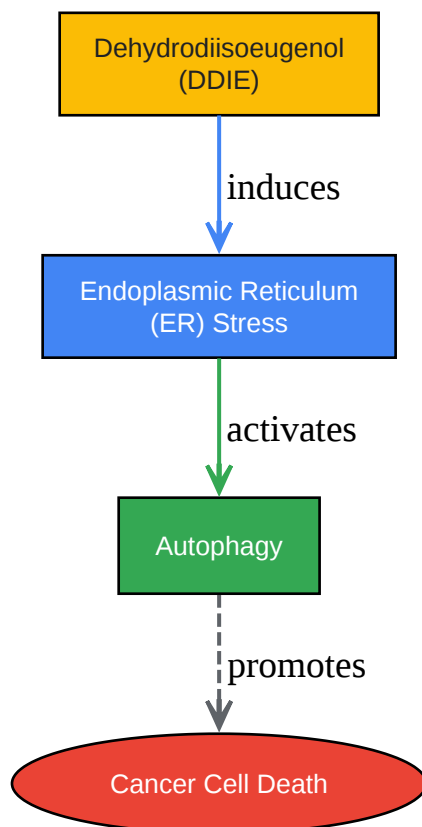 Dehydrodiisoeugenol
(DDIE)
induces
Endoplasmic Reticulum
(ER) Stress
activates
Autophagy
promotes
Cancer Cell Death